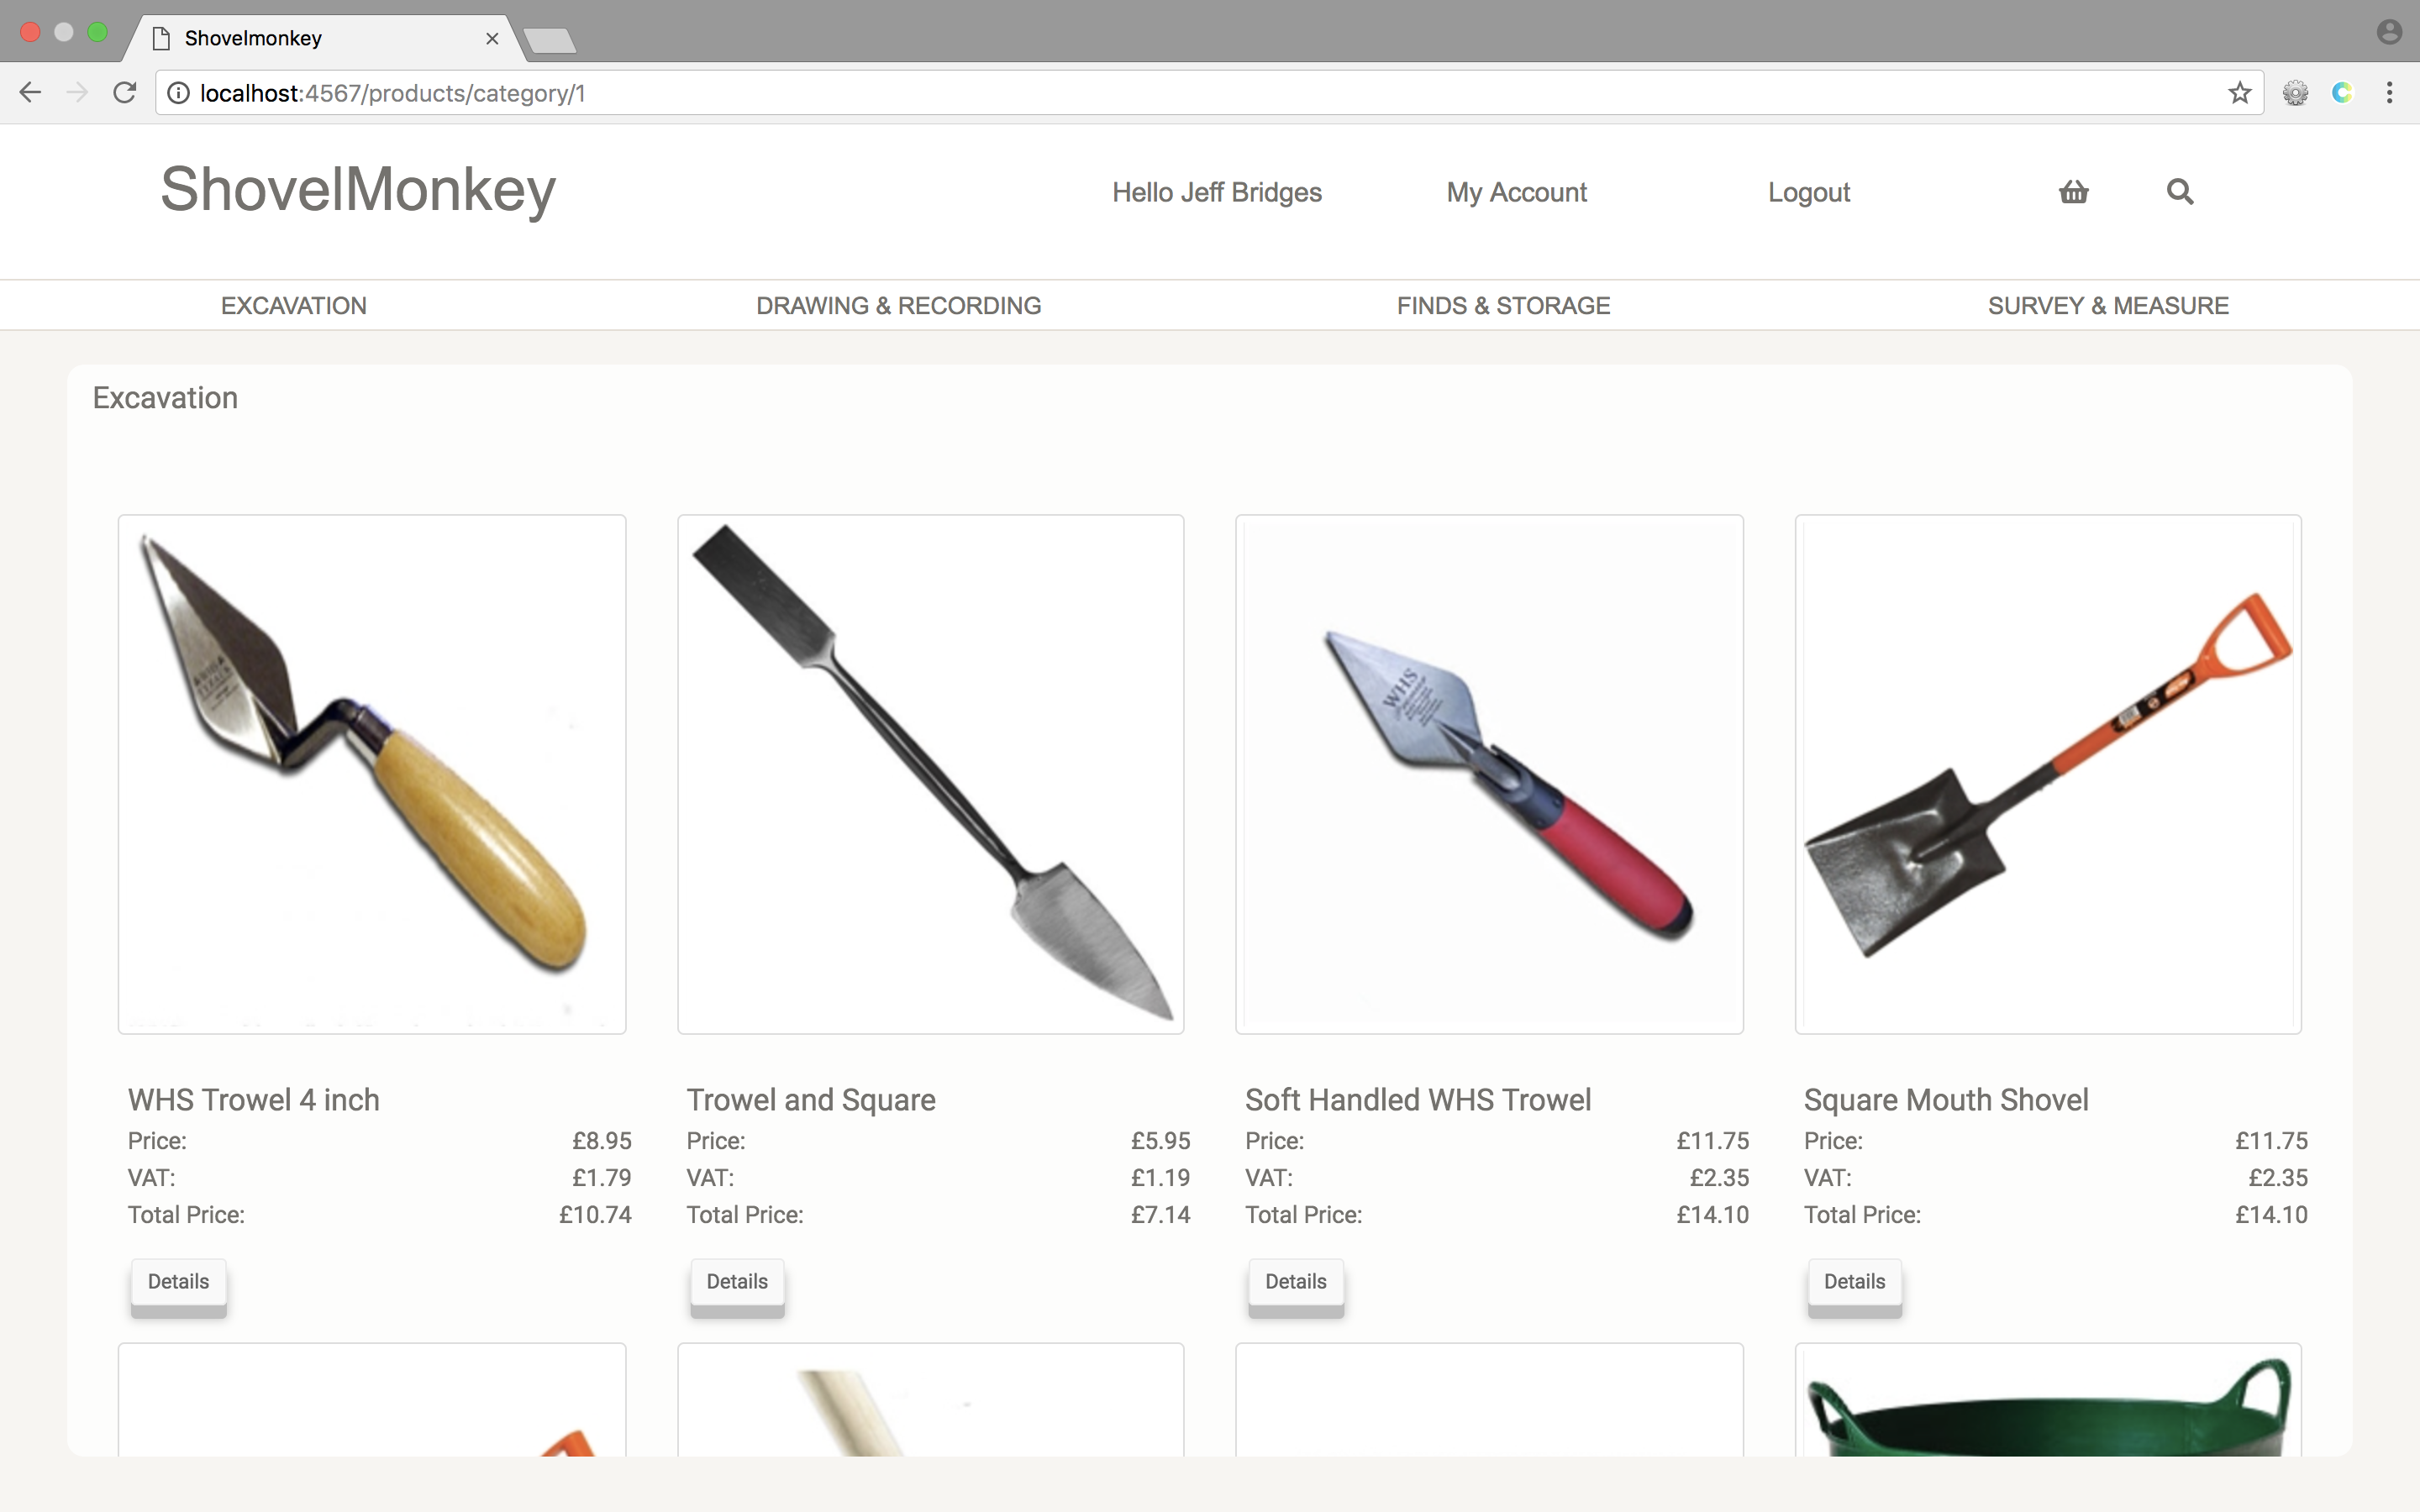 Shovelmonkey
localhost:4567/products/category/1
ShovelMonkey
Hello Jeff Bridges
My Account
Logout
EXCAVATION
DRAWING & RECORDING
FINDS & STORAGE
SURVEY & MEASURE
Excavation
WHS
WHS Trowel 4 inch
Price: £8.95
VAT: £1.79
Total Price: £10.74
Details
Trowel and Square
Price: £5.95
VAT: £1.19
Total Price: £7.14
Details
Soft Handled WHS Trowel
Price: £11.75
VAT: £2.35
Total Price: £14.10
Details
Square Mouth Shovel
Price: £11.75
VAT: £2.35
Total Price: £14.10
Details